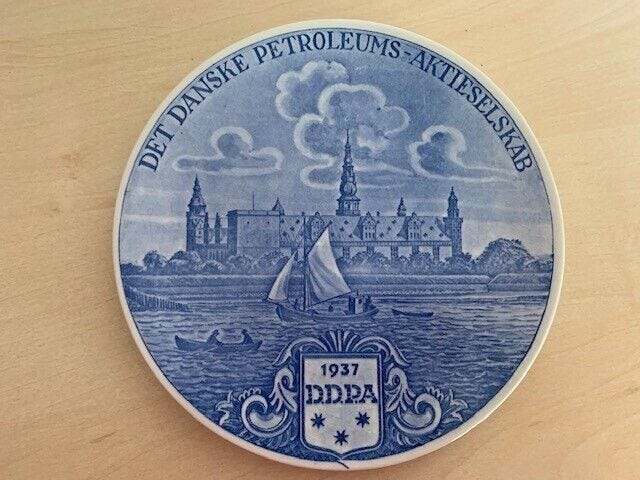 DET DANSKE PETROLEUMS-AKTIESELSKAB
1937
D.D.P.A